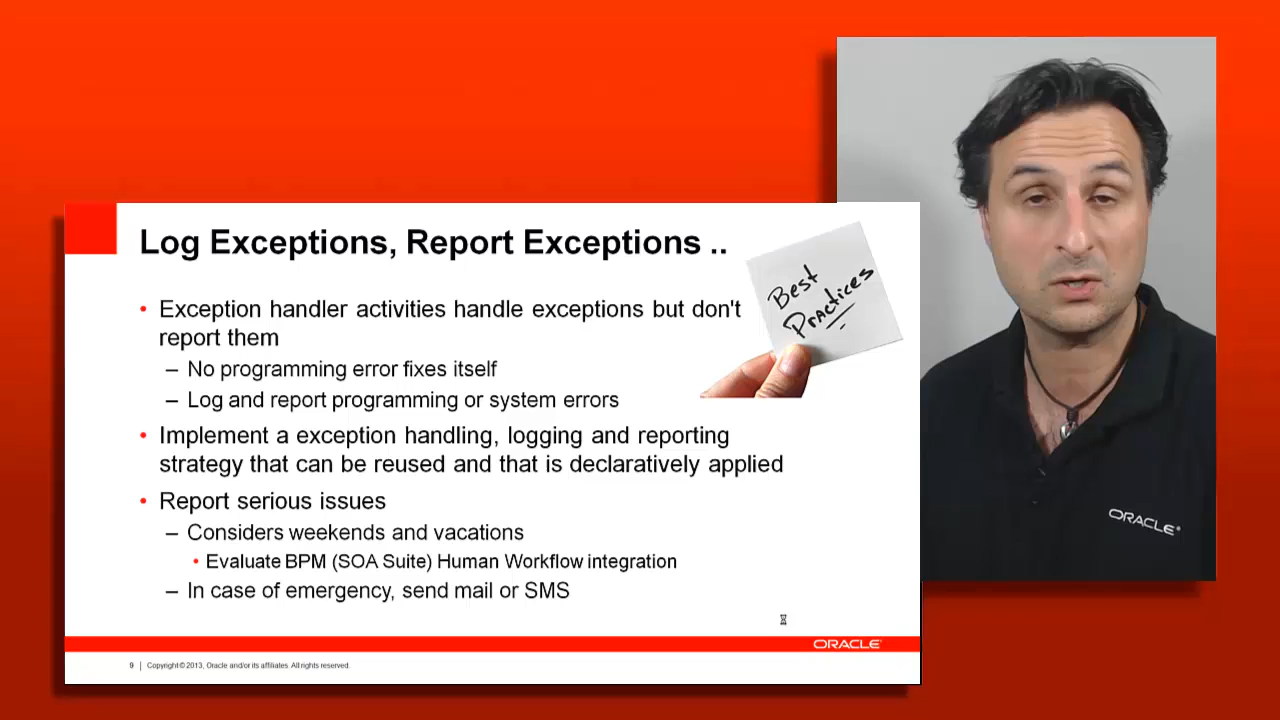 Log Exceptions, Report Exceptions ..
Best
Practices
• Exception handler activities handle exceptions but don't
report them
– No programming error fixes itself
– Log and report programming or system errors
• Implement a exception handling, logging and reporting
strategy that can be reused and that is declaratively applied
• Report serious issues
– Considers weekends and vacations
• Evaluate BPM (SOA Suite) Human Workflow integration
– In case of emergency, send mail or SMS
ORACLE
9 | Copyright © 2013, Oracle and/or its affiliates. All rights reserved.
ORACLE®